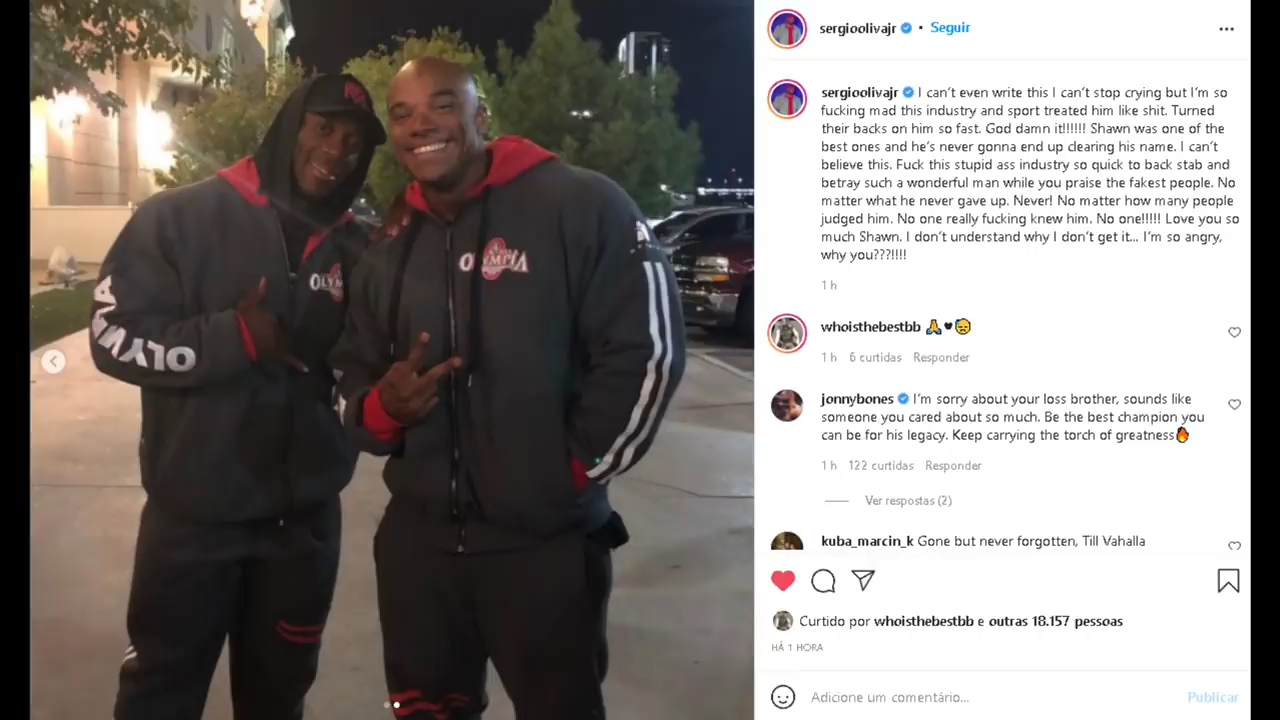 OLYMPIA
OLYM
OLYMPIA
sergioolivajr • Seguir
sergioolivajr I can't even write this I can't stop crying but I'm so
fucking mad this industry and sport treated him like shit. Turned
their backs on him so fast. God damn it!!!!!! Shawn was one of the
best ones and he's never gonna end up clearing his name. I can't
believe this. Fuck this stupid ass industry so quick to back stab and
betray such a wonderful man while you praise the fakest people. No
matter what he never gave up. Never! No matter how many people
judged him. No one really fucking knew him. No one!!!!! Love you so
much Shawn. I don't understand why I don't get it... I'm so angry,
why you???!!!!
1 h
whoisthebestbb 🙏🖤😓
1 h 6 curtidas Responder
jonnybones I'm sorry about your loss brother, sounds like
someone you cared about so much. Be the best champion you
can be for his legacy. Keep carrying the torch of greatness🔥
1 h 122 curtidas Responder
Ver respostas (2)
kuba_marcin_k Gone but never forgotten, Till Vahalla
Curtido por whoisthebestbb e outras 18.157 pessoas
HÁ 1 HORA
Adicione um comentário...
Publicar